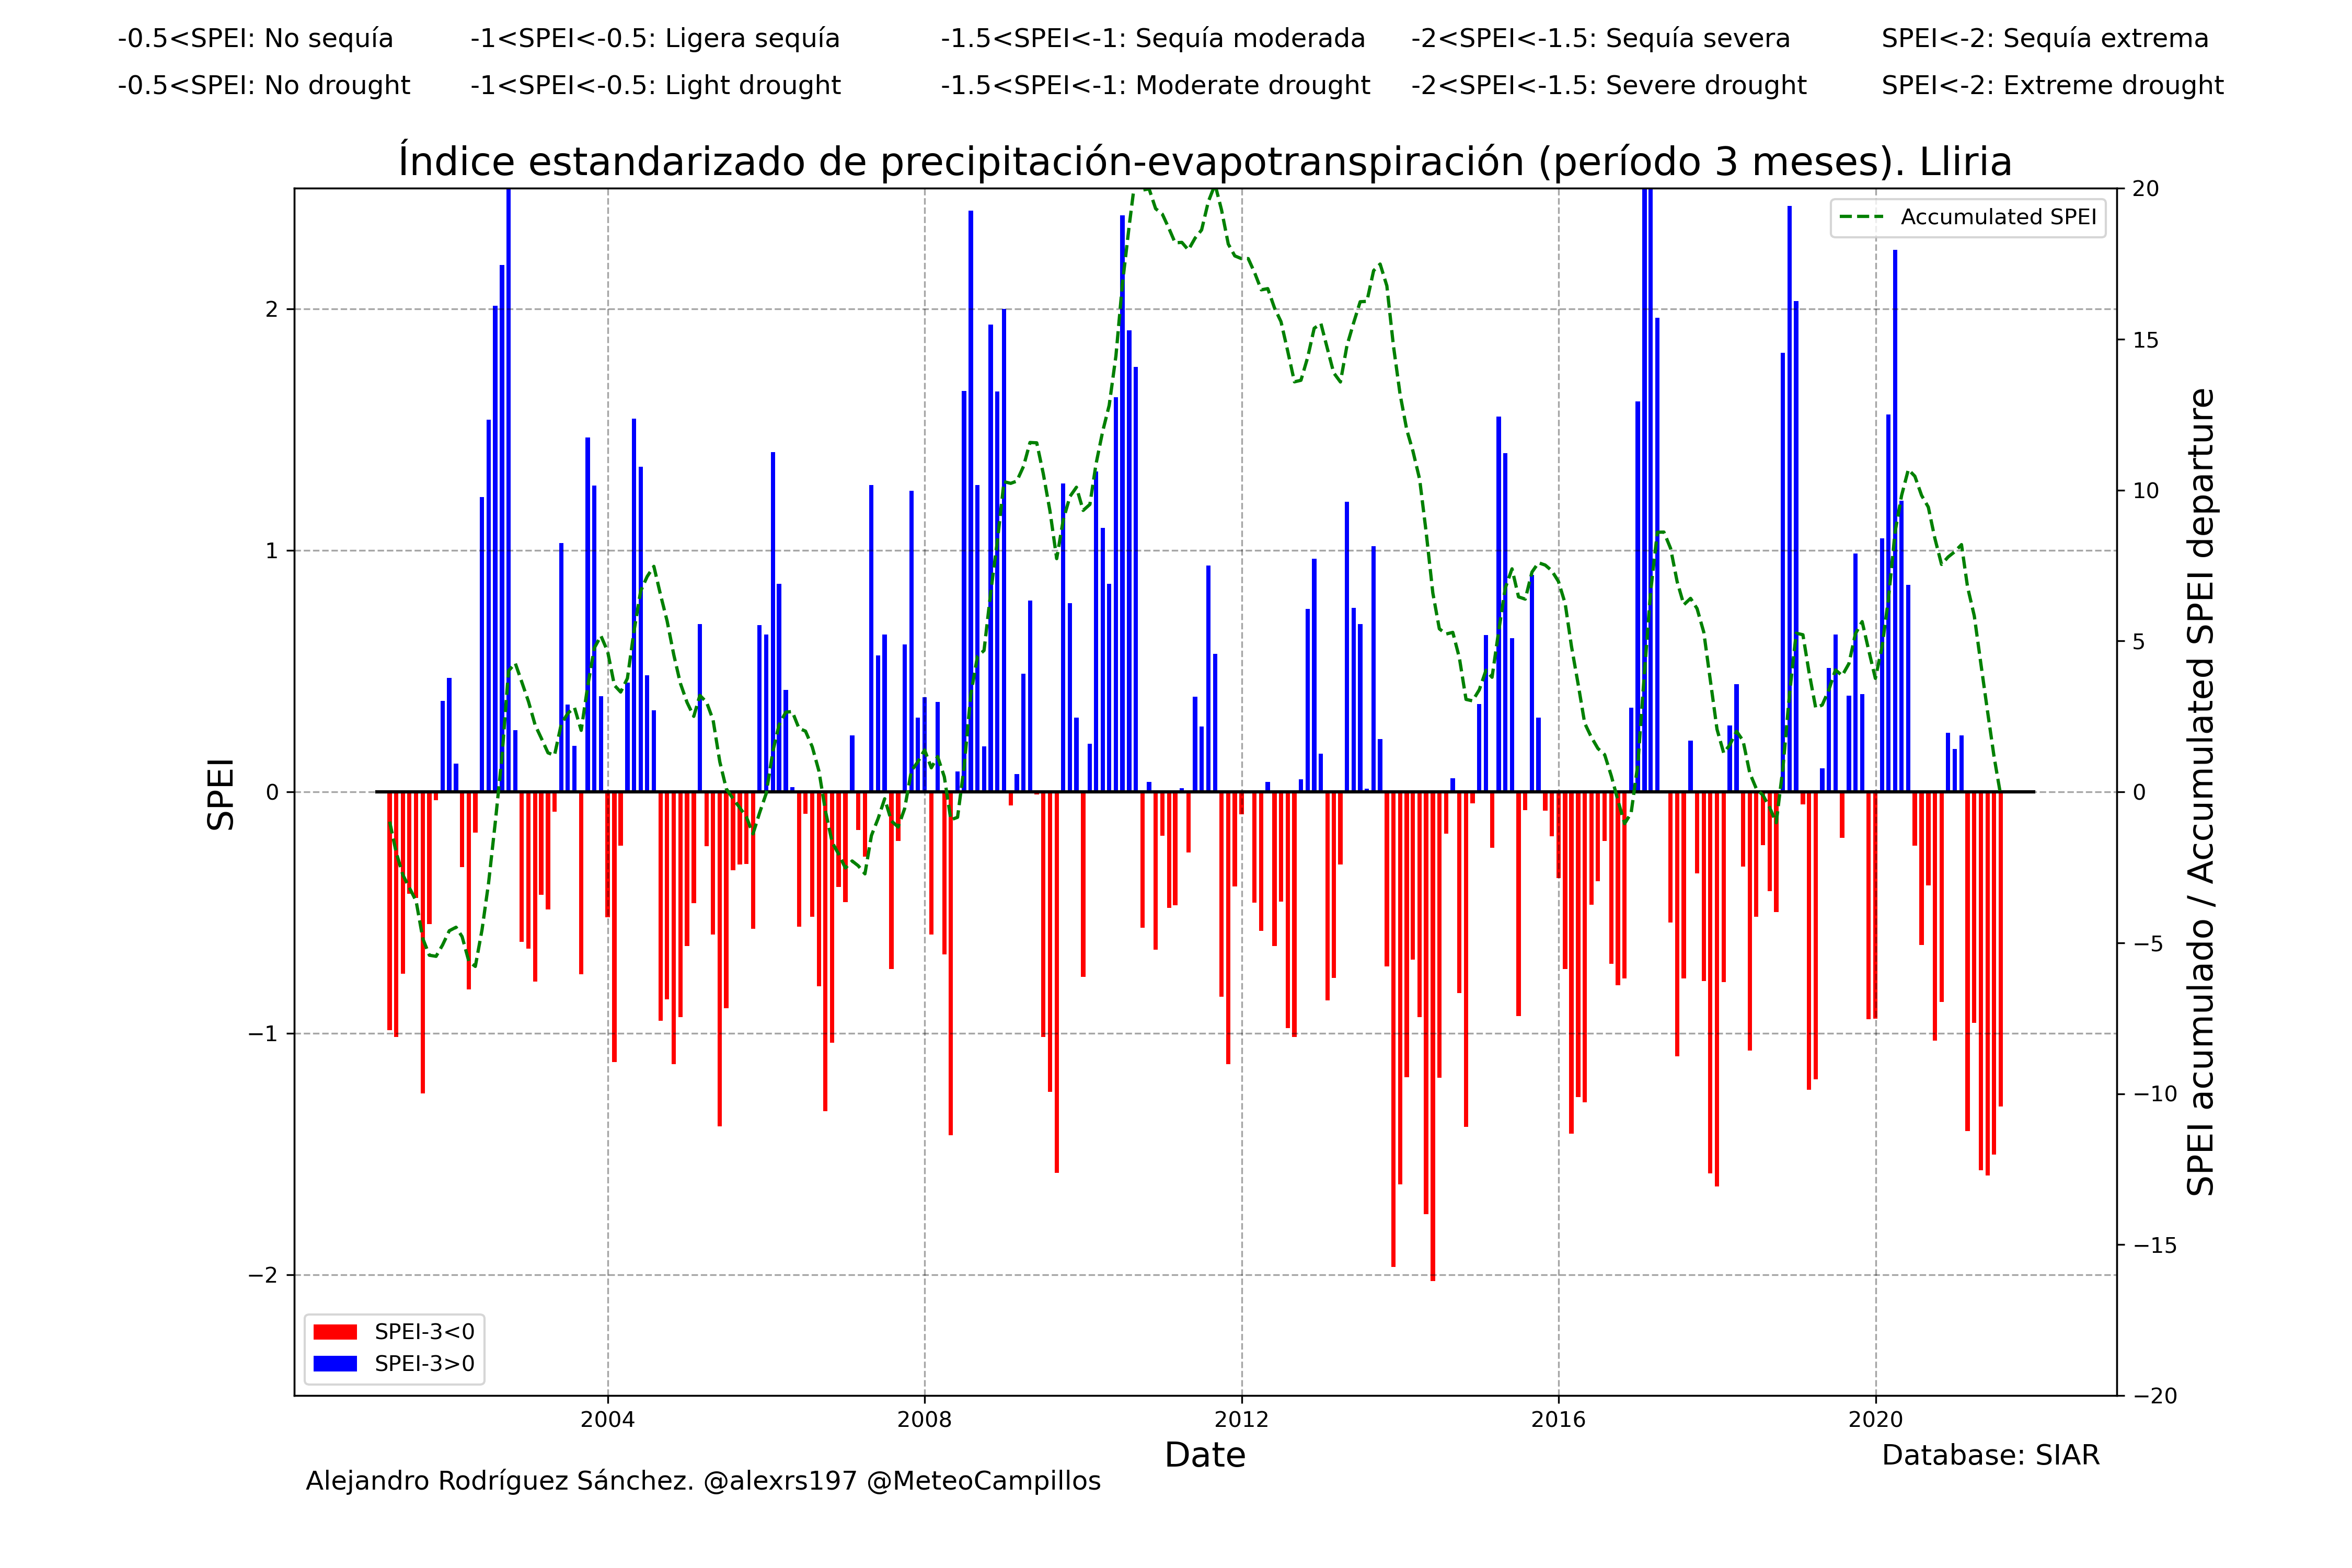 -0.5<SPEI: No sequía -1<SPEI<-0.5: Ligera sequía -1.5<SPEI<-1: Sequía moderada -2<SPEI<-1.5: Sequía severa SPEI<-2: Sequía extrema
-0.5<SPEI: No drought -1<SPEI<-0.5: Light drought -1.5<SPEI<-1: Moderate drought -2<SPEI<-1.5: Severe drought SPEI<-2: Extreme drought
Índice estandarizado de precipitación-evapotranspiración (período 3 meses). Lliria
Accumulated SPEI
SPEI
2
1
0
−1
−2
20
15
10
5
0
−5
−10
−15
−20
SPEI acumulado / Accumulated SPEI departure
SPEI-3<0
SPEI-3>0
2004 2008 2012 2016 2020
Date
Database: SIAR
Alejandro Rodríguez Sánchez. @alexrs197 @MeteoCampillos